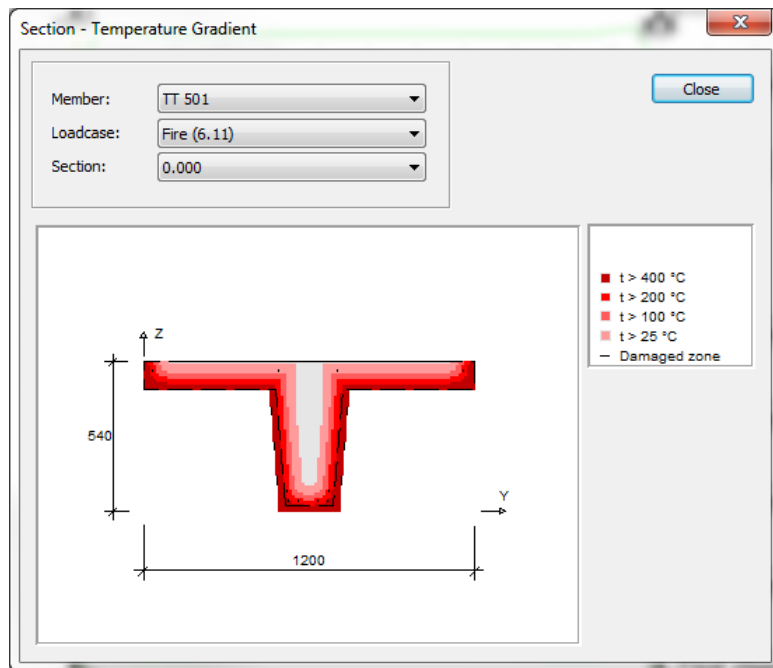 Section - Temperature Gradient
Close
Member: TT 501
Loadcase: Fire (6.11)
Section: 0.000
t > 400 °C
t > 200 °C
t > 100 °C
t > 25 °C
Damaged zone
Z
540
Y
1200